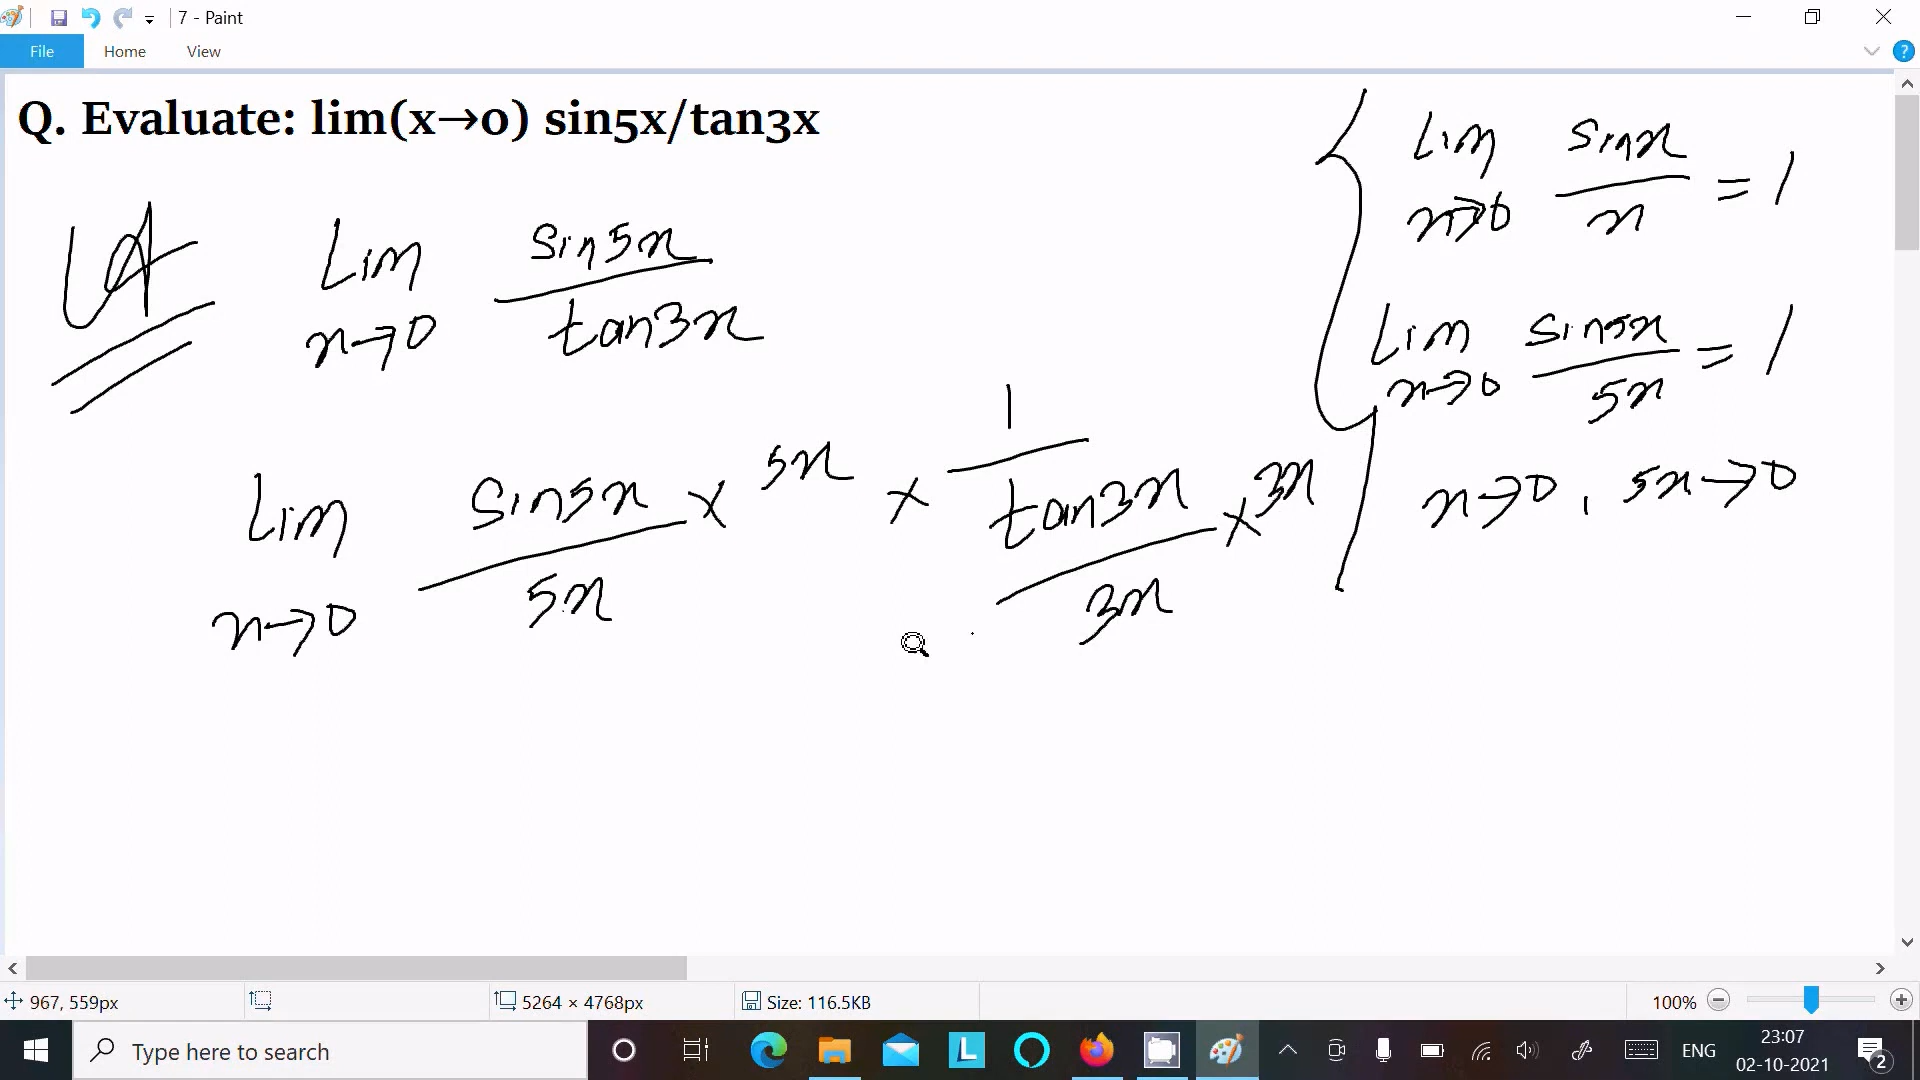 7 - Paint
File Home View
Q. Evaluate: lim(x→0) sin5x/tan3x
Lim sin5x
x→0 tan3x
1
Lim sin5x × 5x × tan3x × 3x
x→0 5x 3x
Lim sinx = 1
x→0 x
Lim sin5x = 1
x→0 5x
x→0, 5x→0
967, 559px 5264 × 4768px Size: 116.5KB 100%
Type here to search
L
ENG
23:07
02-10-2021
2